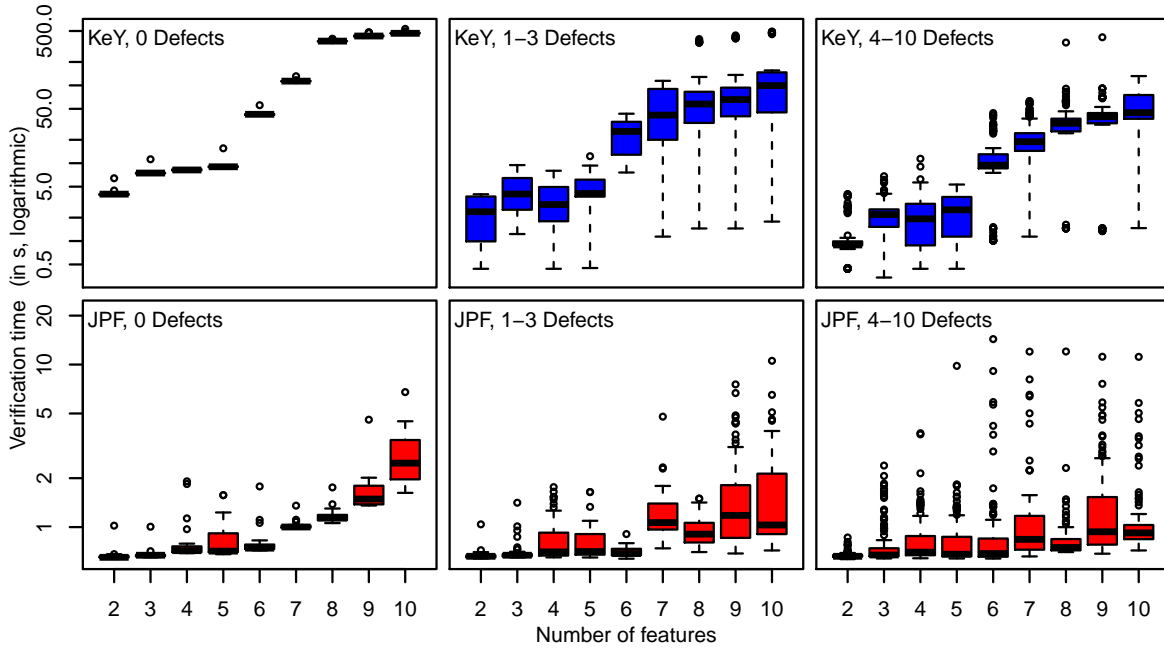 KeY, 0 Defects
KeY, 1−3 Defects
KeY, 4−10 Defects
500.0
50.0
5.0
0.5
Verification time (in s, logarithmic)
JPF, 0 Defects
JPF, 1−3 Defects
JPF, 4−10 Defects
20
10
5
2
1
2 3 4 5 6 7 8 9 10
2 3 4 5 6 7 8 9 10
2 3 4 5 6 7 8 9 10
Number of features